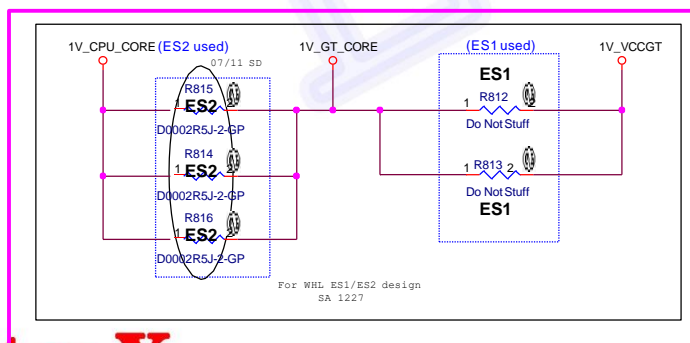 1V_CPU_CORE (ES2 used) 1V_GT_CORE (ES1 used) 1V_VCCGT
07/11 SD
ES1
R815 R812
1 ES2 2 1 2
D0002R5J-2-GP Do Not Stuff
R814 R813
1 ES2 2 1 2
D0002R5J-2-GP Do Not Stuff
R816 ES1
1 ES2 2
D0002R5J-2-GP
For WHL ES1/ES2 design
SA 1227